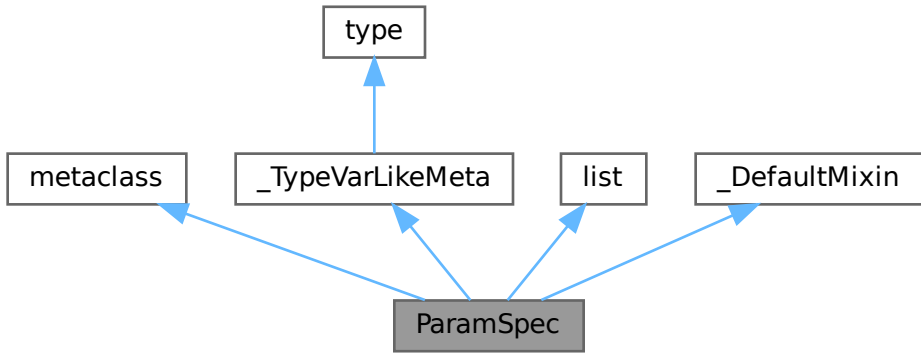 type
metaclass
_TypeVarLikeMeta
list
_DefaultMixin
ParamSpec